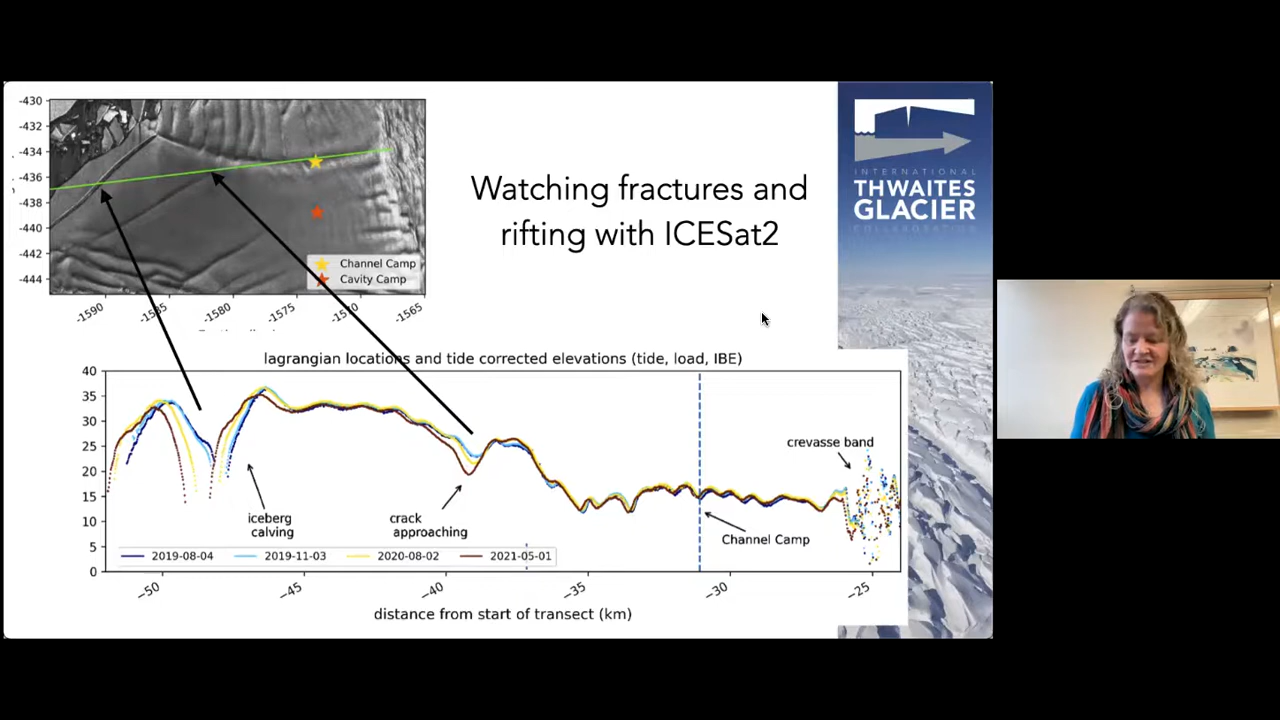 -430
-432
-434
-436
-438
-440
-442
-444
Channel Camp
Cavity Camp
-1590
-1580
-1575
-1565
Watching fractures and
rifting with ICESat2
INTERNATIONAL
THWAITES
GLACIER
COLLABORATION
lagrangian locations and tide corrected elevations (tide, load, IBE)
40
35
30
25
20
15
10
5
0
crevasse band
iceberg
calving
crack
approaching
Channel Camp
2019-08-04 2019-11-03 2020-08-02 2021-05-01
−50 −45 −40 −35 −30 −25
distance from start of transect (km)